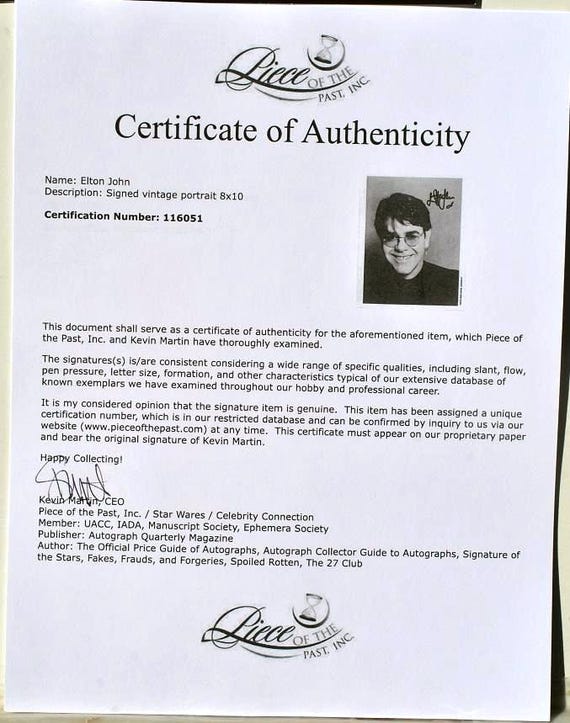 Piece OF THE
PAST, INC.
Certificate of Authenticity
Name: Elton John
Description: Signed vintage portrait 8x10
Certification Number: 116051
This document shall serve as a certificate of authenticity for the aforementioned item, which Piece of
the Past, Inc. and Kevin Martin have thoroughly examined.
The signatures(s) is/are consistent considering a wide range of specific qualities, including slant, flow,
pen pressure, letter size, formation, and other characteristics typical of our extensive database of
known exemplars we have examined throughout our hobby and professional career.
It is my considered opinion that the signature item is genuine. This item has been assigned a unique
certification number, which is in our restricted database and can be confirmed by inquiry to us via our
website (www.pieceofthepast.com) at any time. This certificate must appear on our proprietary paper
and bear the original signature of Kevin Martin.
Happy Collecting!
Kevin Martin, CEO
Piece of the Past, Inc. / Star Wares / Celebrity Connection
Member: UACC, IADA, Manuscript Society, Ephemera Society
Publisher: Autograph Quarterly Magazine
Author: The Official Price Guide of Autographs, Autograph Collector Guide to Autographs, Signature of
the Stars, Fakes, Frauds, and Forgeries, Spoiled Rotten, The 27 Club
Piece OF THE
PAST, INC.